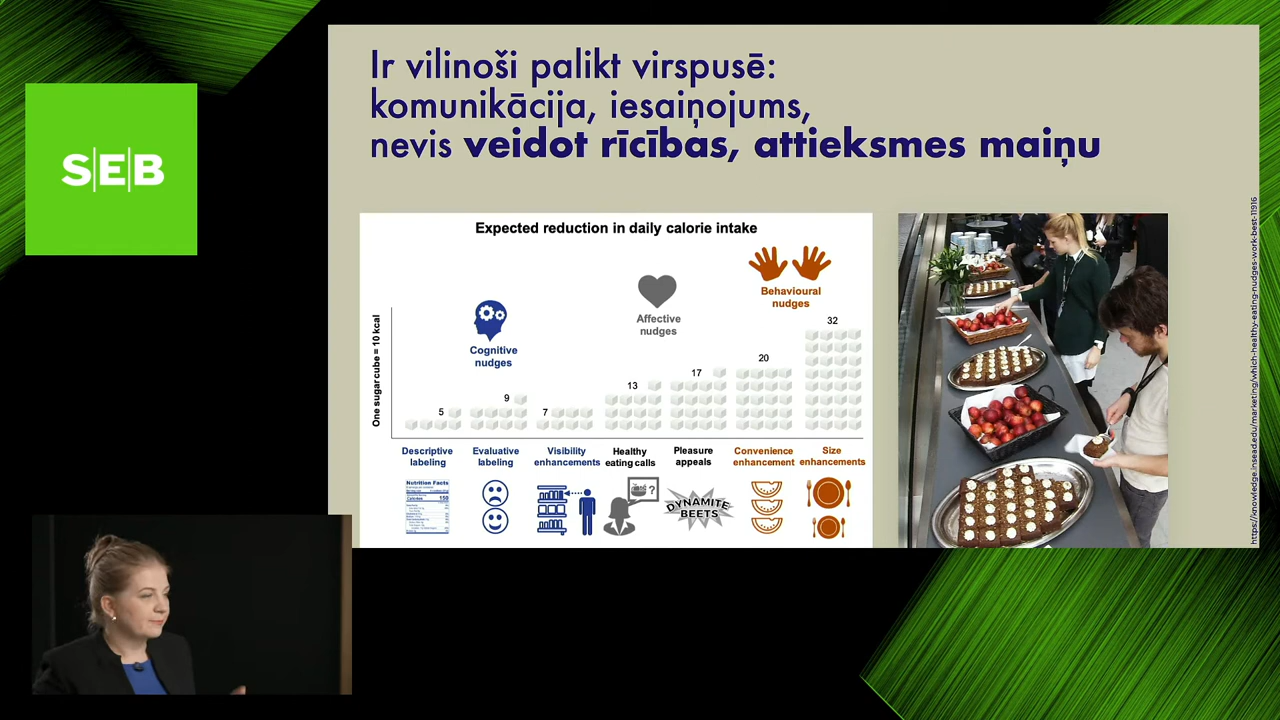 SEB
Ir vilinoši palikt virspusē:
komunikācija, iesaiņojums,
nevis veidot rīcības, attieksmes maiņu
Expected reduction in daily calorie intake
One sugar cube = 10 kcal
Cognitive
nudges
Affective
nudges
Behavioural
nudges
5
9
7
13
17
20
32
Descriptive
labeling
Evaluative
labeling
Visibility
enhancements
Healthy
eating calls
Pleasure
appeals
Convenience
enhancement
Size
enhancements
Nutrition Facts
Calories 150
?
DYNAMITE
BEETS
https://knowledge.insead.edu/marketing/which-healthy-eating-nudges-work-best-11916